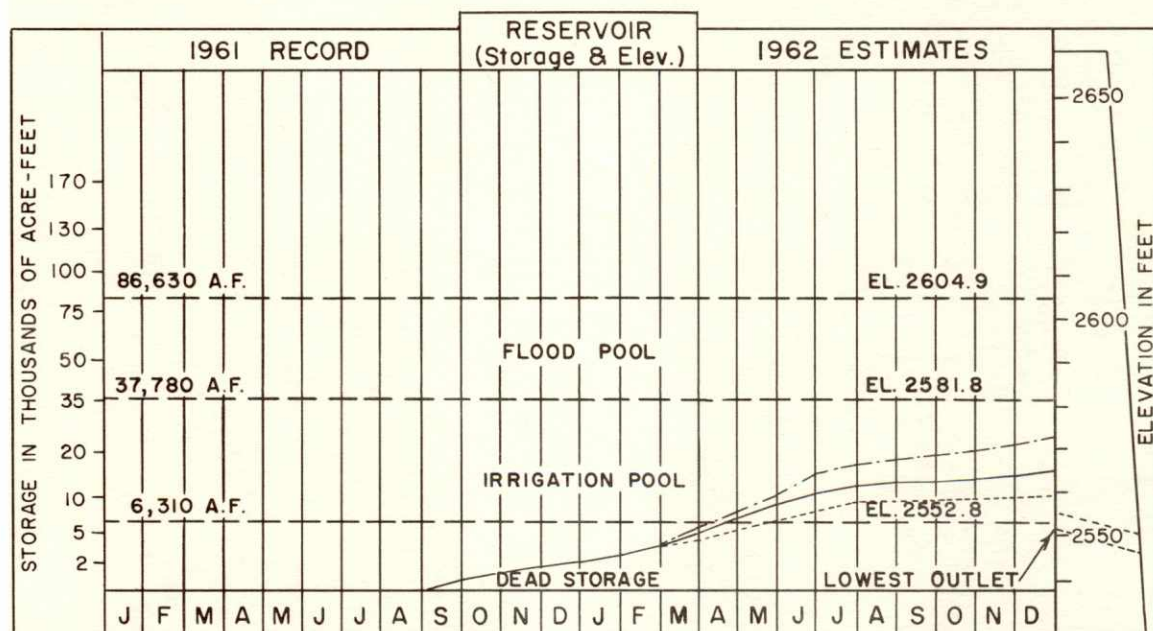 RESERVOIR
(Storage & Elev.)
1961 RECORD
1962 ESTIMATES
STORAGE IN THOUSANDS OF ACRE-FEET
170
130
100
75
50
35
20
10
5
2
86,630 A.F.
EL. 2604.9
FLOOD POOL
37,780 A.F.
EL. 2581.8
IRRIGATION POOL
6,310 A.F.
EL. 2552.8
DEAD STORAGE
LOWEST OUTLET
2650
2600
2550
ELEVATION IN FEET
J F M A M J J A S O N D J F M A M J J A S O N D